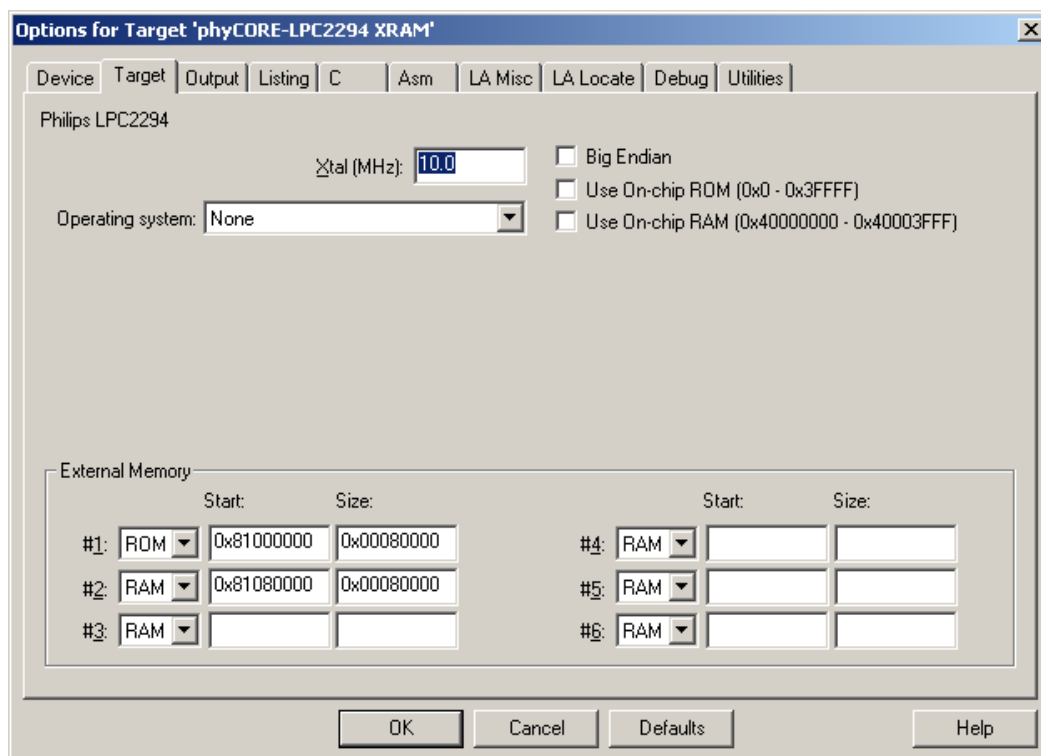 Options for Target 'phyCORE-LPC2294 XRAM'
Device Target Output Listing C Asm LA Misc LA Locate Debug Utilities
Philips LPC2294
Xtal (MHz): 10.0
Big Endian
Use On-chip ROM (0x0 - 0x3FFFF)
Operating system: None
Use On-chip RAM (0x40000000 - 0x40003FFF)
External Memory
Start: Size: Start: Size:
#1: ROM 0x81000000 0x00080000 #4: RAM
#2: RAM 0x81080000 0x00080000 #5: RAM
#3: RAM #6: RAM
OK Cancel Defaults Help